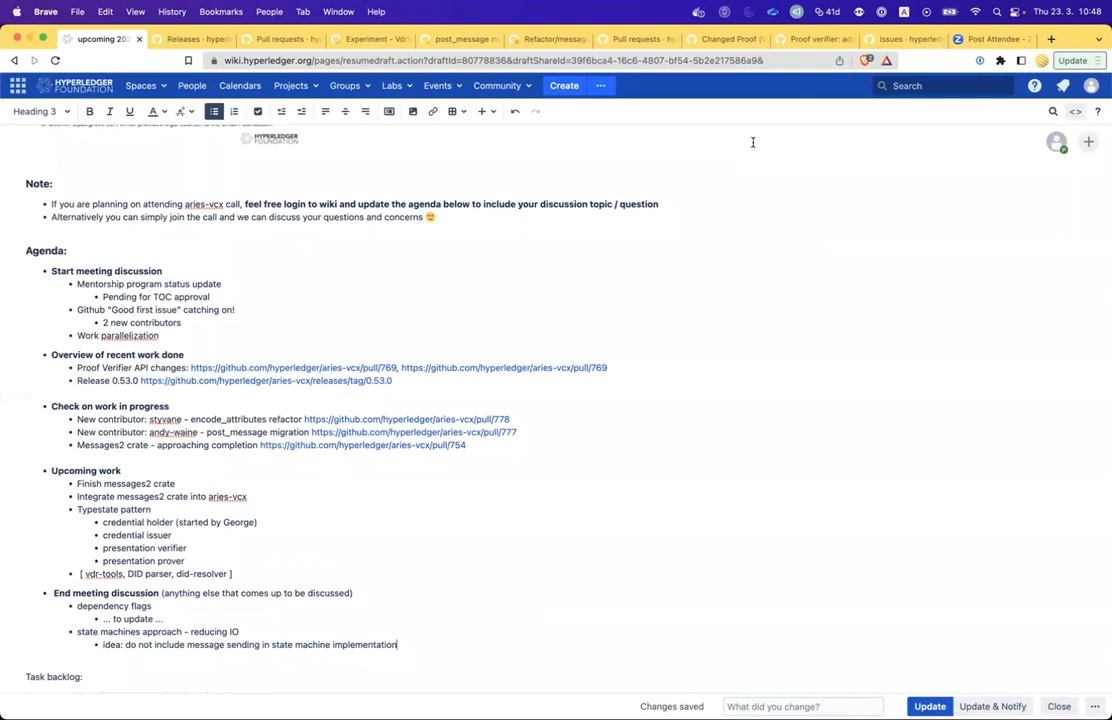 Brave Browser File Edit View History Bookmarks People Tab Window Help 41d A Thu 23. 3. 10:48
upcoming 202 Releases · hyperle Pull requests · hy Experiment - Vdrt post_message m Refactor/message Pull requests · hy Changed Proof (V Proof verifier: add Issues · hyperledg Post Attendee - Z
wiki.hyperledger.org/pages/resumedraft.action?draftId=80778836&draftShareId=39f6bca4-16c6-4807-bf54-5b2e217586a9& Update
HYPERLEDGER FOUNDATION Spaces People Calendars Projects Groups Labs Events Community Create Search
Heading 3 B I U A
HYPERLEDGER FOUNDATION
Note:
• If you are planning on attending aries-vcx call, feel free login to wiki and update the agenda below to include your discussion topic / question
• Alternatively you can simply join the call and we can discuss your questions and concerns 🙂
Agenda:
• Start meeting discussion
• Mentorship program status update
• Pending for TOC approval
• Github "Good first issue" catching on!
• 2 new contributors
• Work parallelization
• Overview of recent work done
• Proof Verifier API changes: https://github.com/hyperledger/aries-vcx/pull/769, https://github.com/hyperledger/aries-vcx/pull/769
• Release 0.53.0 https://github.com/hyperledger/aries-vcx/releases/tag/0.53.0
• Check on work in progress
• New contributor: styvane - encode_attributes refactor https://github.com/hyperledger/aries-vcx/pull/778
• New contributor: andy-waine - post_message migration https://github.com/hyperledger/aries-vcx/pull/777
• Messages2 crate - approaching completion https://github.com/hyperledger/aries-vcx/pull/754
• Upcoming work
• Finish messages2 crate
• Integrate messages2 crate into aries-vcx
• Typestate pattern
• credential holder (started by George)
• credential issuer
• presentation verifier
• presentation prover
• [ vdr-tools, DID parser, did-resolver ]
• End meeting discussion (anything else that comes up to be discussed)
• dependency flags
• ... to update ...
• state machines approach - reducing IO
• idea: do not include message sending in state machine implementation
Task backlog:
Changes saved What did you change? Update Update & Notify Close